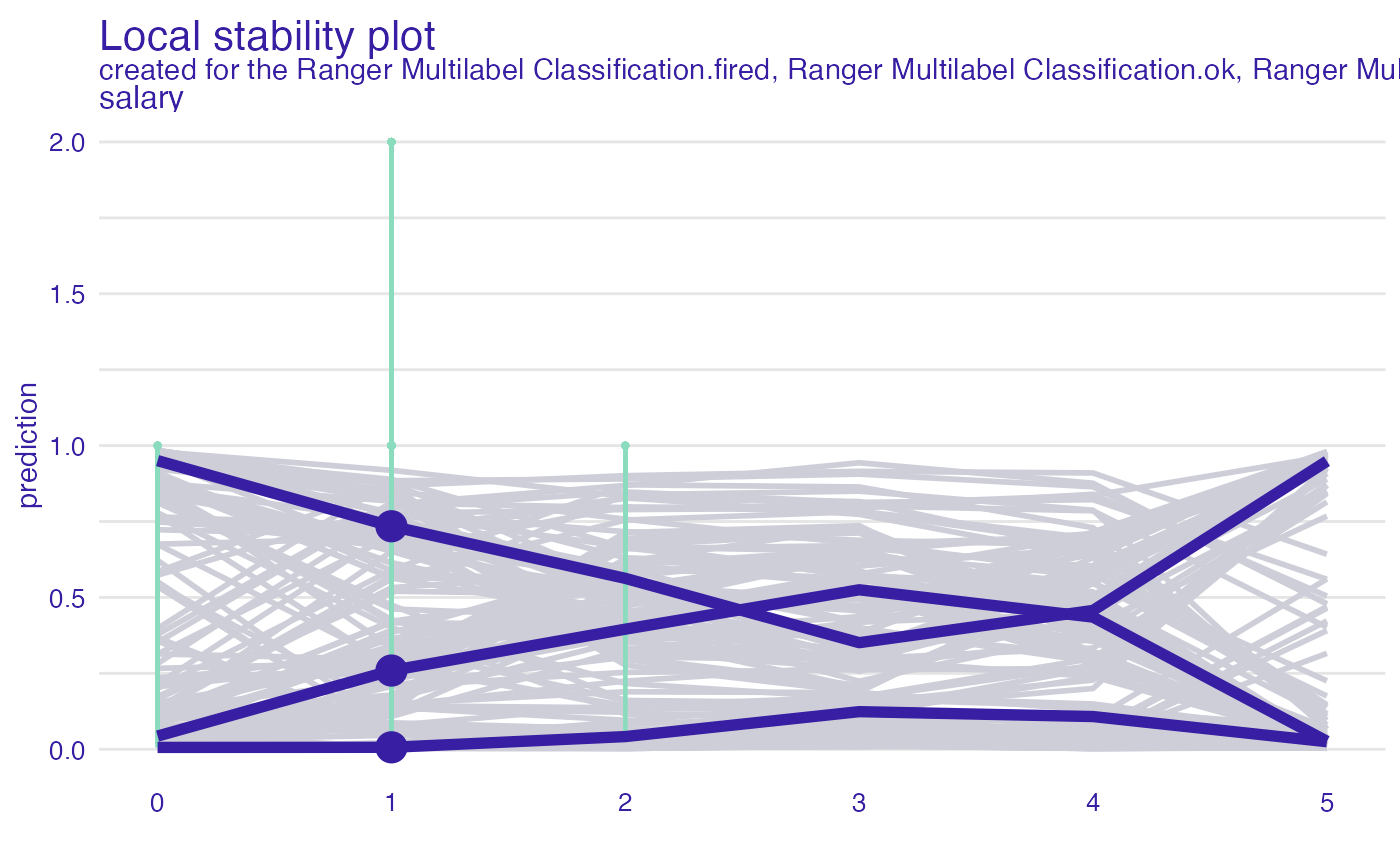 Local stability plot
created for the Ranger Multilabel Classification.fired, Ranger Multilabel Classification.ok, Ranger Mul
salary
2.0
1.5
1.0
0.5
0.0
prediction
0 1 2 3 4 5